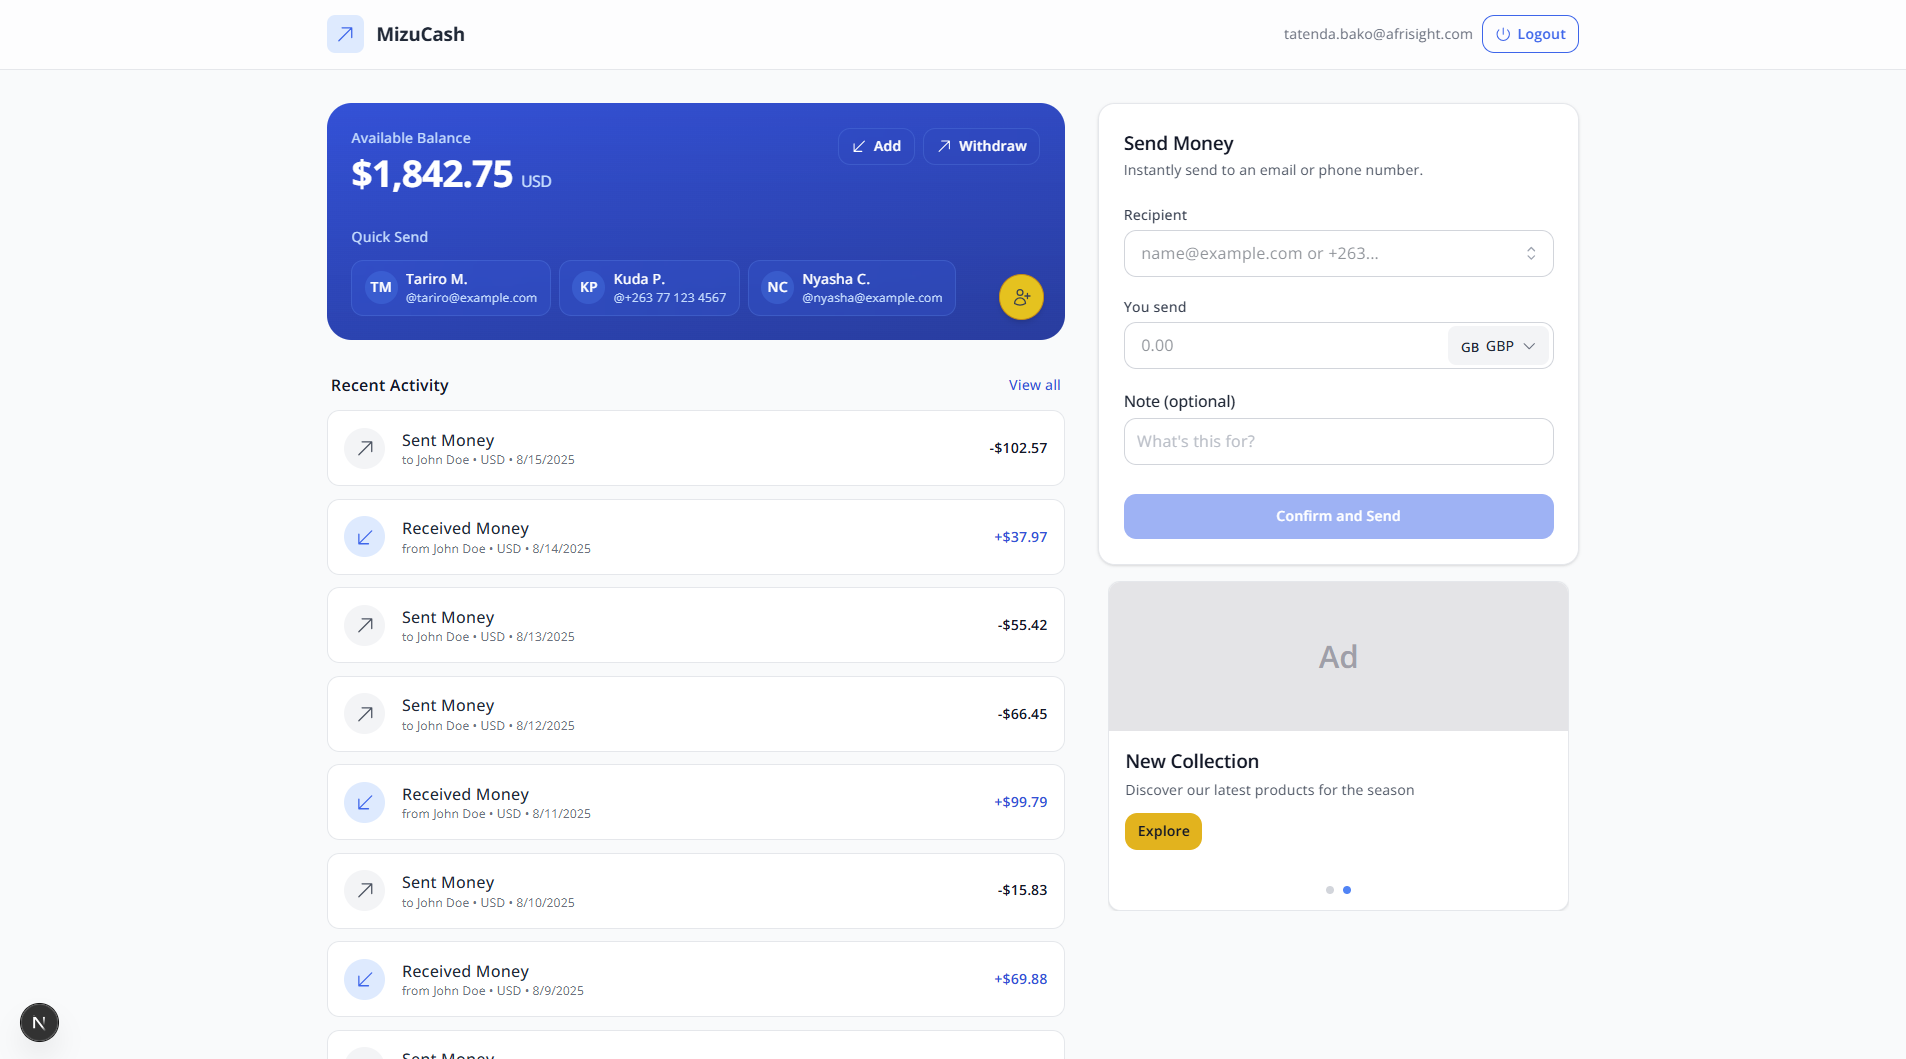 MizuCash
tatenda.bako@afrisight.com
Logout
Available Balance
$1,842.75 USD
Add
Withdraw
Quick Send
TM
Tariro M.
@tariro@example.com
KP
Kuda P.
@+263 77 123 4567
NC
Nyasha C.
@nyasha@example.com
Recent Activity
View all
Sent Money
to John Doe • USD • 8/15/2025
-$102.57
Received Money
from John Doe • USD • 8/14/2025
+$37.97
Sent Money
to John Doe • USD • 8/13/2025
-$55.42
Sent Money
to John Doe • USD • 8/12/2025
-$66.45
Received Money
from John Doe • USD • 8/11/2025
+$99.79
Sent Money
to John Doe • USD • 8/10/2025
-$15.83
Received Money
from John Doe • USD • 8/9/2025
+$69.88
Sent Money
Send Money
Instantly send to an email or phone number.
Recipient
name@example.com or +263...
You send
0.00
GB GBP
Note (optional)
What's this for?
Confirm and Send
Ad
New Collection
Discover our latest products for the season
Explore
N